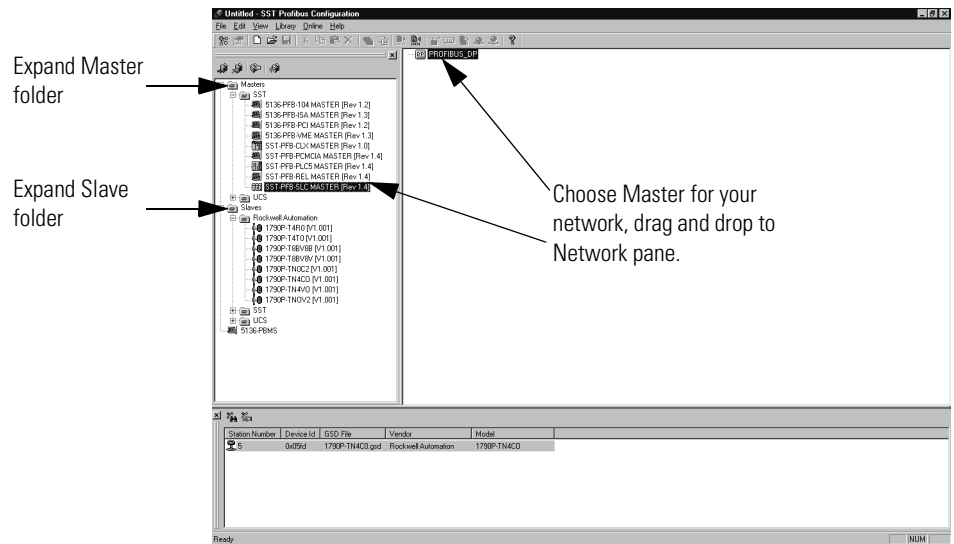 Untitled - SST Profibus Configuration
File Edit View Library Online Help
PROFIBUS_DP
Expand Master
folder
Masters
SST
5136-PFB-104 MASTER [Rev 1.2]
5136-PFB-ISA MASTER [Rev 1.3]
5136-PFB-PCI MASTER [Rev 1.2]
5136-PFB-VME MASTER [Rev 1.3]
SST-PFB-CLX MASTER [Rev 1.0]
SST-PFB-PCMCIA MASTER [Rev 1.4]
SST-PFB-PLC5 MASTER [Rev 1.4]
SST-PFB-REL MASTER [Rev 1.4]
SST-PFB-SLC MASTER [Rev 1.4]
UCS
Expand Slave
folder
Slaves
Rockwell Automation
1790P-T4R0 [V1.001]
1790P-T4T0 [V1.001]
1790P-T8BV8B [V1.001]
1790P-T8BV8V [V1.001]
1790P-TN0C2 [V1.001]
1790P-TN4C0 [V1.001]
1790P-TN4V0 [V1.001]
1790P-TN0V2 [V1.001]
SST
UCS
5136-PBMS
Choose Master for your
network, drag and drop to
Network pane.
Station Number Device Id GSD File Vendor Model
5 0x05fd 1790P-TN4C0.gsd Rockwell Automation 1790P-TN4C0
Ready NUM